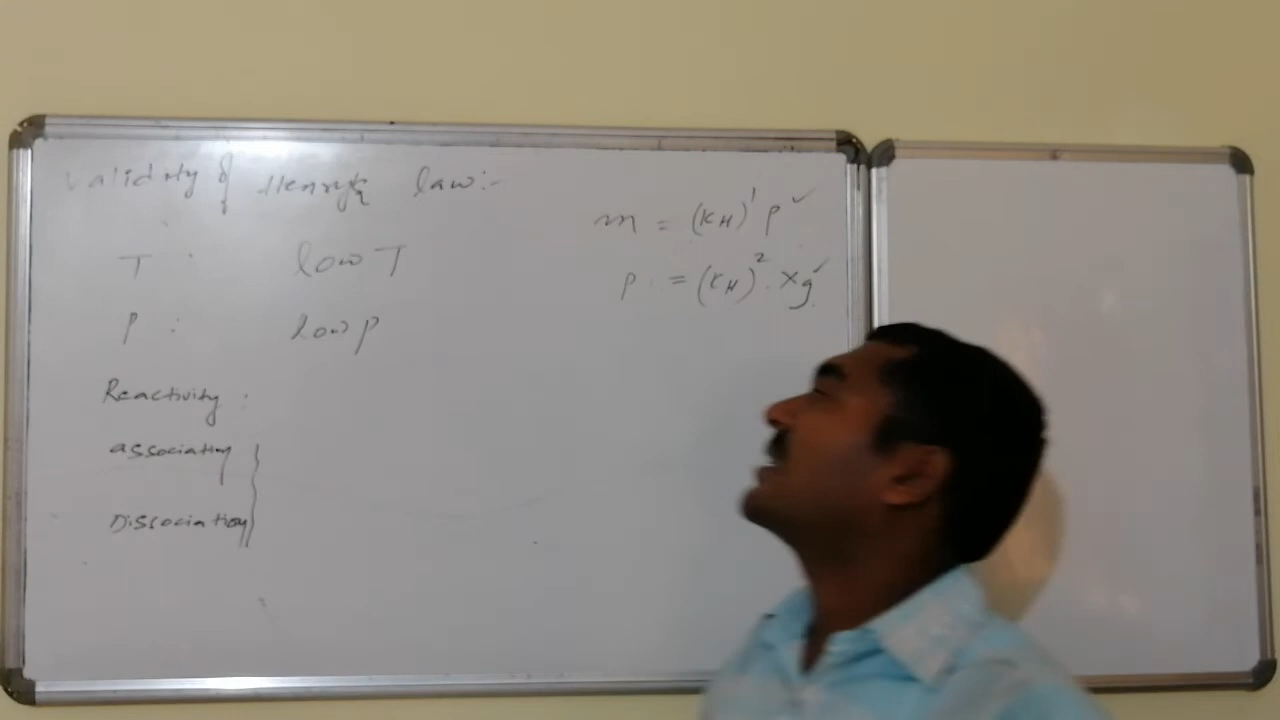 Validity of Henry's law:-
T : low T
P : low P
Reactivity :
association
Dissociation
m = (KH)¹ P ✓
P = (KH)² Xg ✓